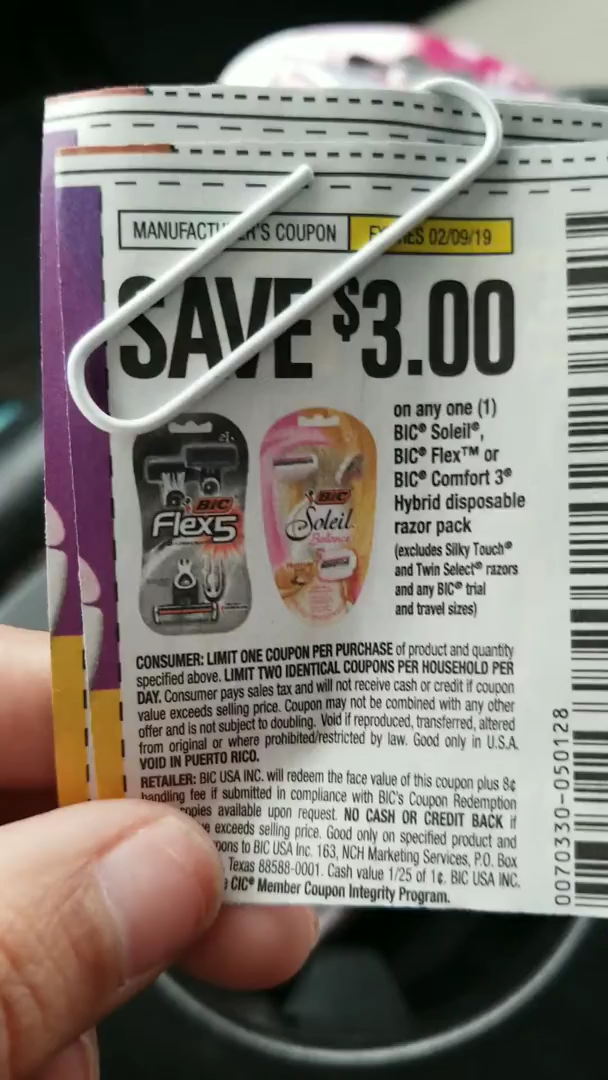 MANUFACTURER'S COUPON
EXPIRES 02/09/19
SAVE $3.00
on any one (1)
BIC® Soleil®,
BIC® Flex™ or
BIC® Comfort 3®
Hybrid disposable
razor pack
(excludes Silky Touch®
and Twin Select® razors
and any BIC® trial
and travel sizes)
BIC
Flex5
BIC
Soleil
Balance
CONSUMER: LIMIT ONE COUPON PER PURCHASE of product and quantity
specified above. LIMIT TWO IDENTICAL COUPONS PER HOUSEHOLD PER
DAY. Consumer pays sales tax and will not receive cash or credit if coupon
value exceeds selling price. Coupon may not be combined with any other
offer and is not subject to doubling. Void if reproduced, transferred, altered
from original or where prohibited/restricted by law. Good only in U.S.A.
VOID IN PUERTO RICO.
RETAILER: BIC USA INC. will redeem the face value of this coupon plus 8¢
handling fee if submitted in compliance with BIC's Coupon Redemption
available upon request. NO CASH OR CREDIT BACK if
exceeds selling price. Good only on specified product and
to BIC USA Inc. 163, NCH Marketing Services, P.O. Box
Texas 88588-0001. Cash value 1/25 of 1¢. BIC USA INC.
CIC® Member Coupon Integrity Program.
0070330-050128